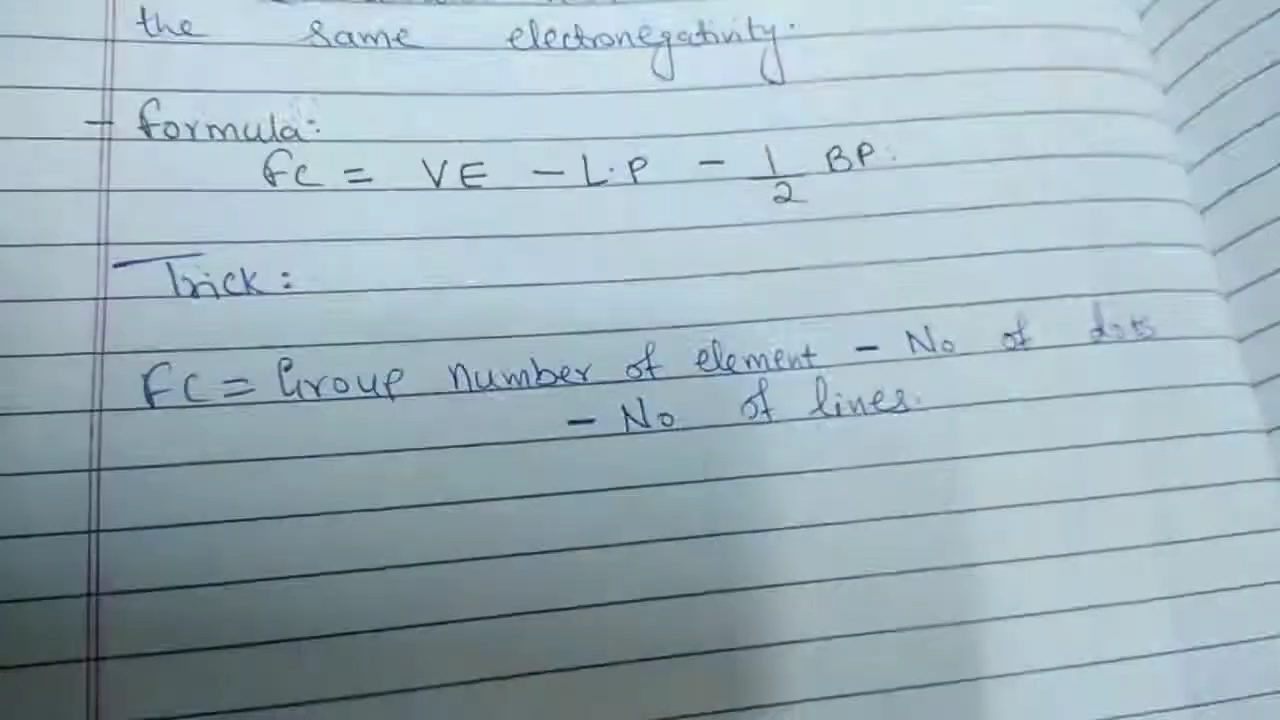 the same electronegativity.
- formula:
FC = VE - L.P - 1/2 BP.
Trick:
FC = Group number of element - No of dots
- No of lines.